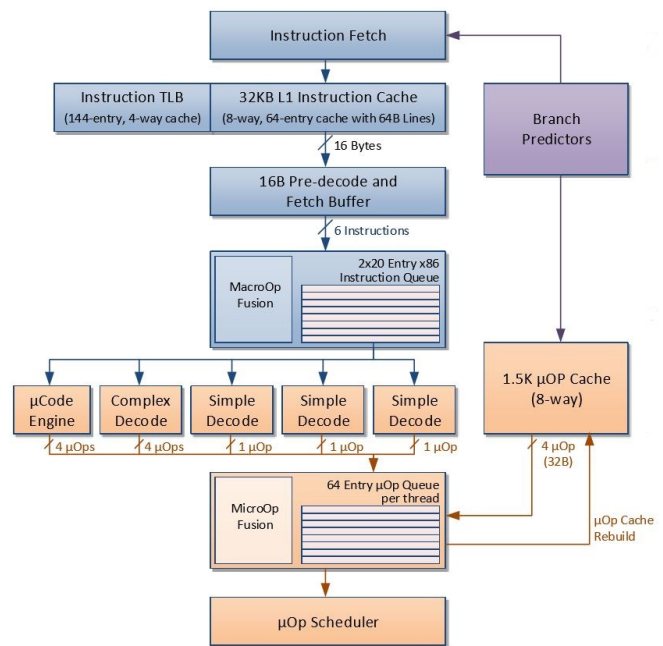 Instruction Fetch
Instruction TLB
(144-entry, 4-way cache)
32KB L1 Instruction Cache
(8-way, 64-entry cache with 64B Lines)
Branch
Predictors
16 Bytes
16B Pre-decode and
Fetch Buffer
6 Instructions
2x20 Entry x86
Instruction Queue
MacroOp
Fusion
µCode
Engine
Complex
Decode
Simple
Decode
Simple
Decode
Simple
Decode
1.5K µOP Cache
(8-way)
4 µOps
4 µOps
1 µOp
1 µOp
1 µOp
4 µOp
(32B)
64 Entry µOp Queue
per thread
MicroOp
Fusion
µOp Cache
Rebuild
µOp Scheduler